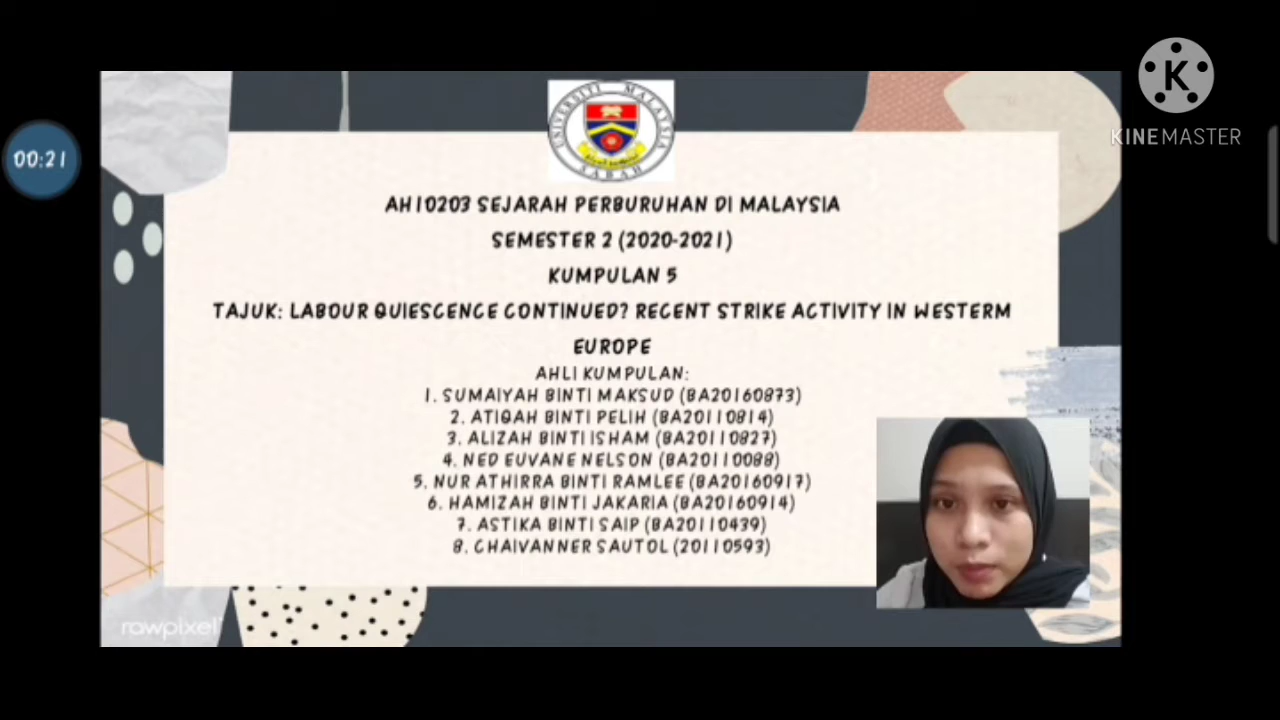 UNIVERSITI MALAYSIA
SABAH
KINEMASTER
00:21
AH10203 SEJARAH PERBURUHAN DI MALAYSIA
SEMESTER 2 (2020-2021)
KUMPULAN 5
TAJUK: LABOUR QUIESCENCE CONTINUED? RECENT STRIKE ACTIVITY IN WESTERM
EUROPE
AHLI KUMPULAN:
1. SUMAIYAH BINTI MAKSUD (BA20160873)
2. ATIQAH BINTI PELIH (BA20110814)
3. ALIZAH BINTI ISHAM (BA20110827)
4. NED EUVANE NELSON (BA20110088)
5. NUR ATHIRRA BINTI RAMLEE (BA20160917)
6. HAMIZAH BINTI JAKARIA (BA20160914)
7. ASTIKA BINTI SAIP (BA20110439)
8. CHAIVANNER SAUTOL (20110593)
rawpixel